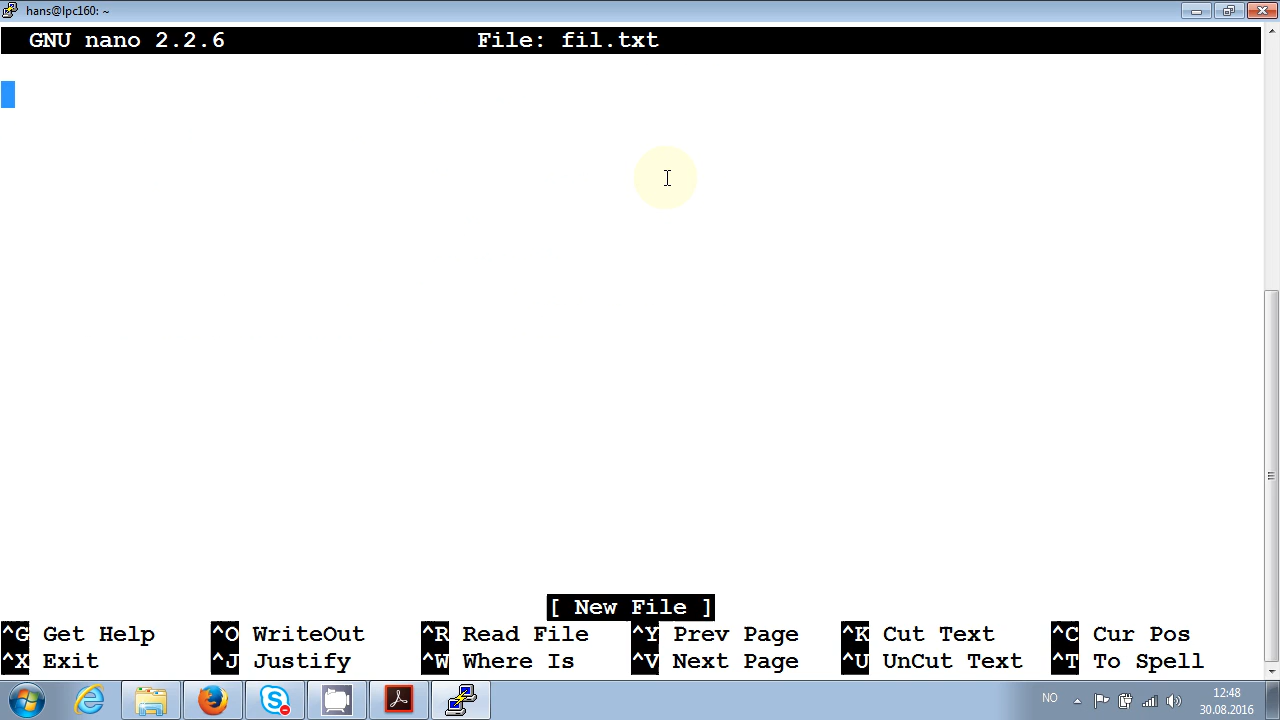 hans@lpc160: ~
GNU nano 2.2.6 File: fil.txt
[ New File ]
^G Get Help ^O WriteOut ^R Read File ^Y Prev Page ^K Cut Text ^C Cur Pos
^X Exit ^J Justify ^W Where Is ^V Next Page ^U UnCut Text ^T To Spell
NO
12:48
30.08.2016